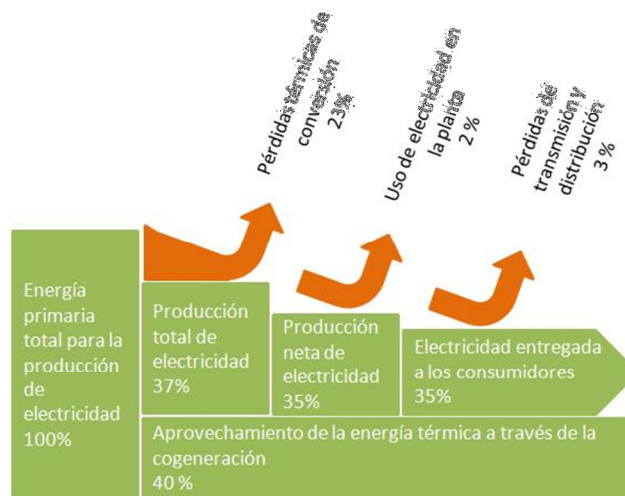 Pérdidas térmicas de
conversión
23%
Uso de electricidad en
la planta
2 %
Pérdidas de
transmisión y
distribución
3 %
Energía
primaria
total para la
producción
de
electricidad
100%
Producción
total de
electricidad
37%
Producción
neta de
electricidad
35%
Electricidad entregada
a los consumidores
35%
Aprovechamiento de la energía térmica a través de la
cogeneración
40 %